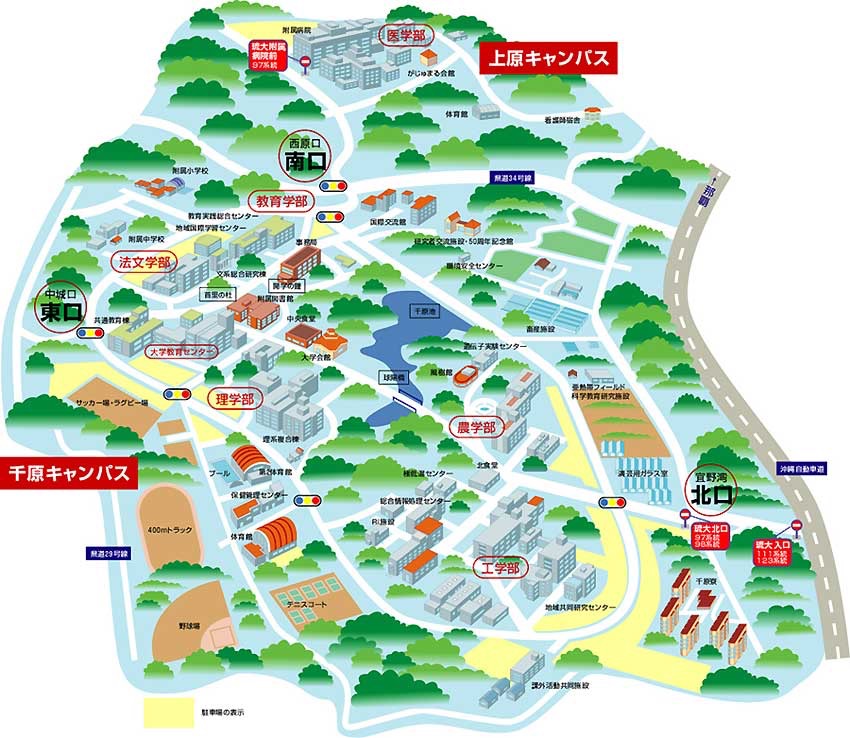 附属病院
医学部
琉大附属
病院前
97系統
上原キャンパス
がじゅまる会館
体育館
看護師宿舎
西原口
南口
附属小学校
県道34号線
↑那覇
教育学部
教育実践総合センター
地域国際学習センター
国際交流館
附属中学校
事務局
研究者交流施設・50周年記念館
法文学部
文系総合研究棟
開学の鐘
環境安全センター
首里の杜
附属図書館
中城口
東口
共通教育棟
中央食堂
千原池
畜産施設
大学教育センター
大学会館
遺伝子実験センター
球陽橋
風樹館
亜熱帯フィールド
科学教育研究施設
サッカー場・ラグビー場
理学部
農学部
理系複合棟
千原キャンパス
プール
第2体育館
極低温センター
北食堂
温芸用ガラス室
宜野湾
北口
沖縄自動車道
保健管理センター
総合情報処理センター
400mトラック
RI施設
琉大北口
97系統
98系統
琉大入口
111系統
123系統
県道29号線
体育館
工学部
千原寮
テニスコート
地域共同研究センター
野球場
課外活動共同施設
駐車場の表示